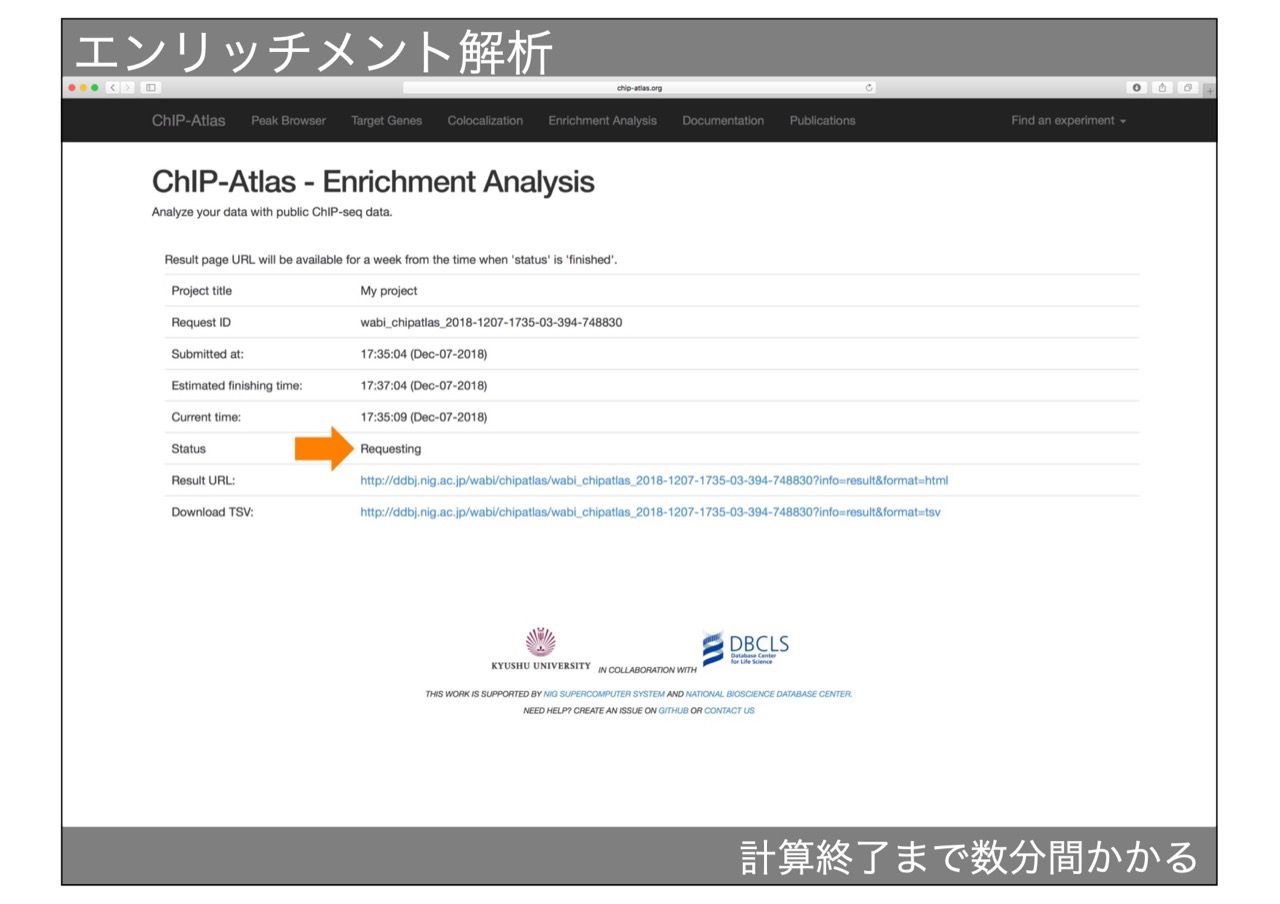 エンリッチメント解析
chip-atlas.org
ChIP-Atlas Peak Browser Target Genes Colocalization Enrichment Analysis Documentation Publications Find an experiment
ChIP-Atlas - Enrichment Analysis
Analyze your data with public ChIP-seq data.
Result page URL will be available for a week from the time when 'status' is 'finished'.
Project title My project
Request ID wabi_chipatlas_2018-1207-1735-03-394-748830
Submitted at: 17:35:04 (Dec-07-2018)
Estimated finishing time: 17:37:04 (Dec-07-2018)
Current time: 17:35:09 (Dec-07-2018)
Status Requesting
Result URL: http://ddbj.nig.ac.jp/wabi/chipatlas/wabi_chipatlas_2018-1207-1735-03-394-748830?info=result&format=html
Download TSV: http://ddbj.nig.ac.jp/wabi/chipatlas/wabi_chipatlas_2018-1207-1735-03-394-748830?info=result&format=tsv
KYUSHU UNIVERSITY IN COLLABORATION WITH DBCLS
Database Center
for Life Science
THIS WORK IS SUPPORTED BY NIG SUPERCOMPUTER SYSTEM AND NATIONAL BIOSCIENCE DATABASE CENTER.
NEED HELP? CREATE AN ISSUE ON GITHUB OR CONTACT US
計算終了まで数分間かかる